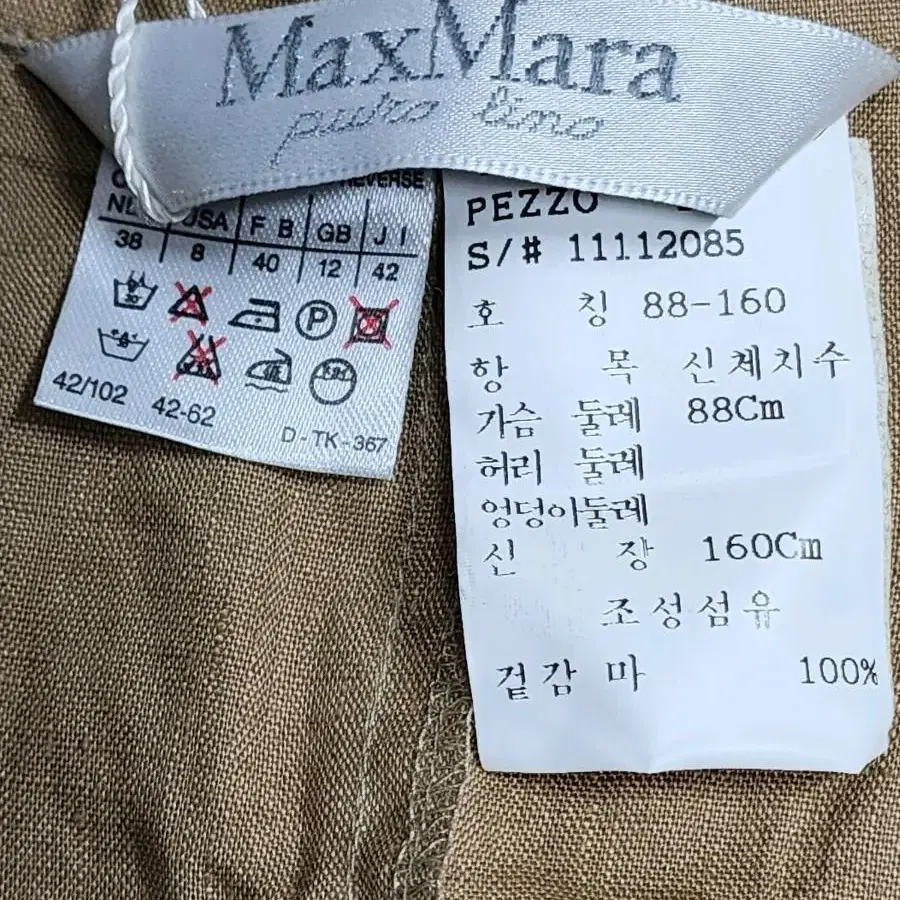 MaxMara
puro lino
REVERSE
NL USA F B GB J I
38 8 40 12 42
P
42/102 42-62
D-TK-367
PEZZO
S/# 11112085
호 칭 88-160
항 목 신체치수
가슴 둘레 88Cm
허리 둘레
엉덩이둘레
신 장 160Cm
조성섬유
겉감 마 100%